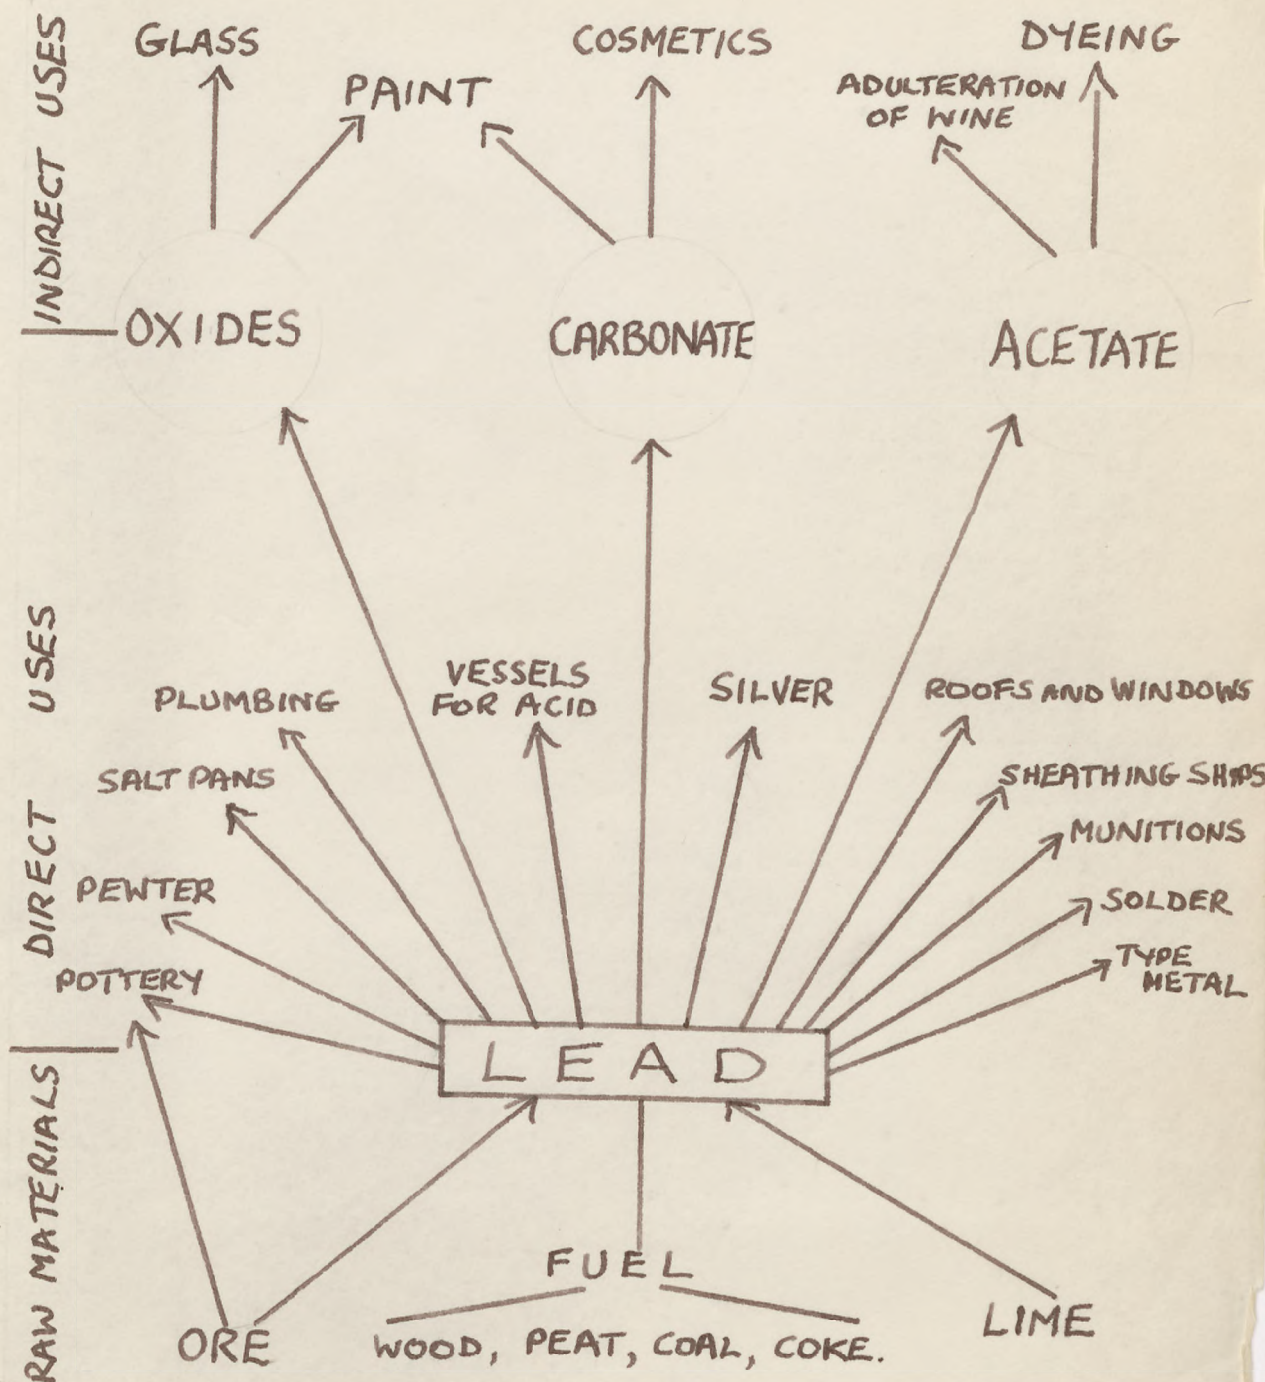 INDIRECT USES
GLASS
PAINT
COSMETICS
DYEING
ADULTERATION
OF WINE
OXIDES
CARBONATE
ACETATE
DIRECT USES
PLUMBING
VESSELS
FOR ACID
SILVER
ROOFS AND WINDOWS
SALT PANS
SHEATHING SHIPS
MUNITIONS
PEWTER
SOLDER
POTTERY
TYPE
METAL
LEAD
RAW MATERIALS
FUEL
ORE
WOOD, PEAT, COAL, COKE.
LIME